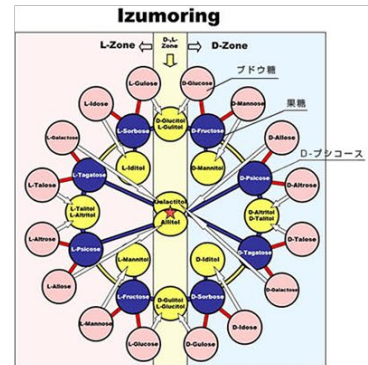 Izumoring
L-Zone
D-,L-
Zone
D-Zone
L-Gulose
D-Glucose
ブドウ糖
L-Idose
D-Mannose
果糖
D-Glucitol
L-Gulitol
L-Sorbose
D-Fructose
L-Galactose
D-Allose
D-プシコース
L-Iditol
D-Mannitol
L-Tagatose
D-Psicose
L-Talose
D-Altrose
L-Talitol
L-Altritol
Galactitol
Allitol
D-Altritol
D-Talitol
L-Altrose
D-Talose
L-Psicose
D-Tagatose
L-Mannitol
D-Iditol
L-Allose
D-Galactose
L-Fructose
D-Gulitol
L-Glucitol
D-Sorbose
L-Mannose
D-Idose
L-Glucose
D-Gulose